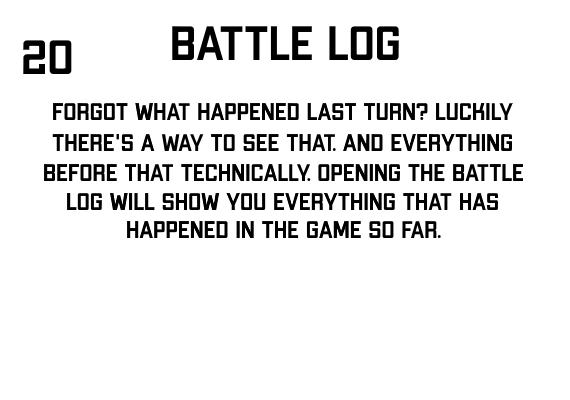 BATTLE LOG
20
FORGOT WHAT HAPPENED LAST TURN? LUCKILY
THERE'S A WAY TO SEE THAT. AND EVERYTHING
BEFORE THAT TECHNICALLY. OPENING THE BATTLE
LOG WILL SHOW YOU EVERYTHING THAT HAS
HAPPENED IN THE GAME SO FAR.